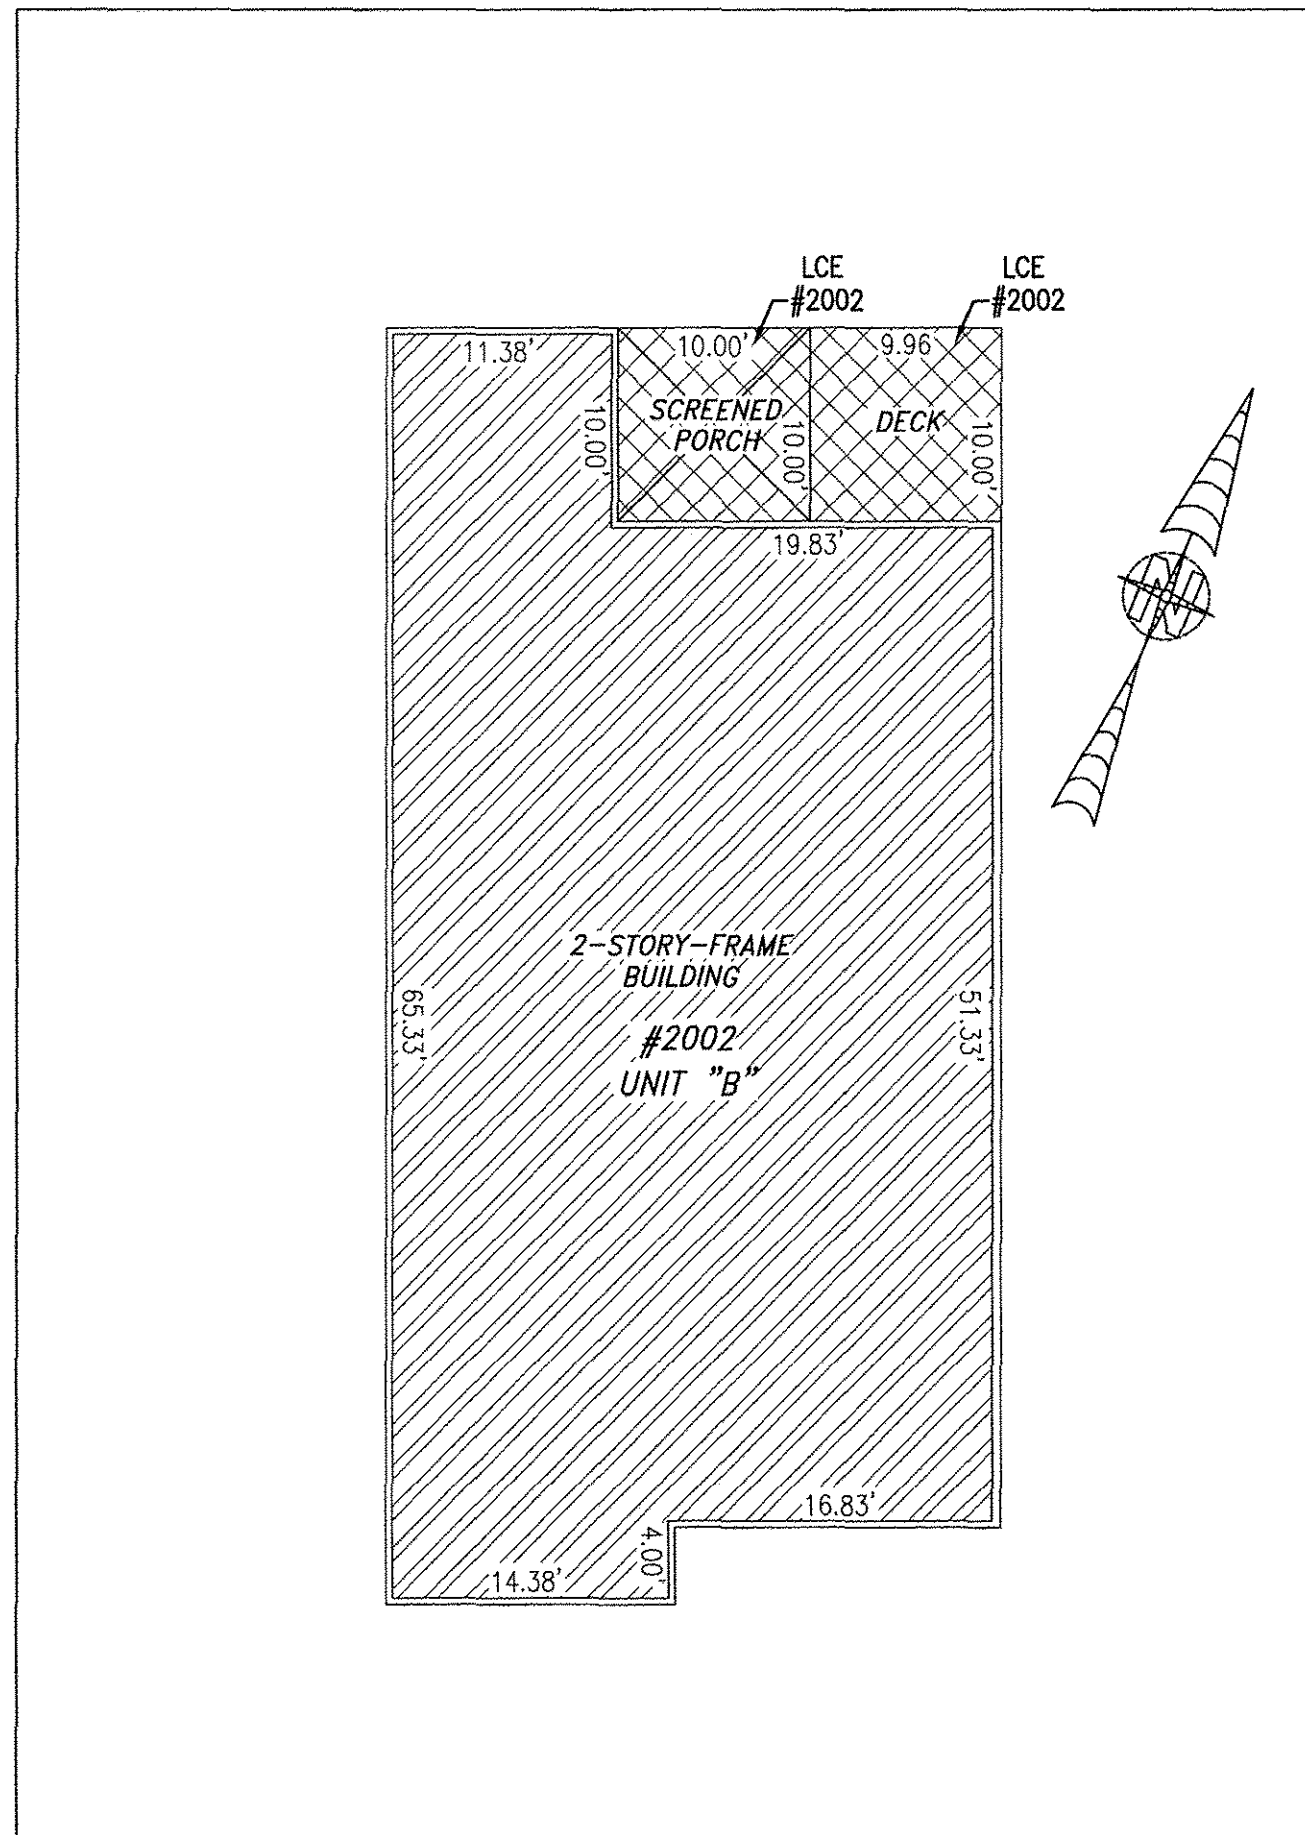 LCE
#2002
LCE
#2002
11.38'
10.00'
9.96
10.00'
SCREENED
PORCH
10.00'
DECK
10.00'
19.83'
N
2-STORY-FRAME
BUILDING
#2002
UNIT "B"
65.33'
51.33'
16.83'
4.00'
14.38'